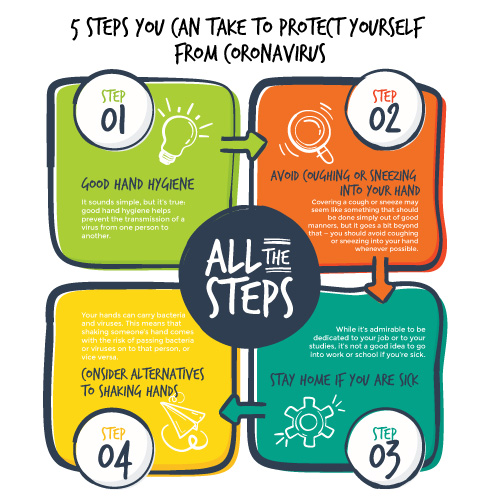 5 STEPS YOU CAN TAKE TO PROTECT YOURSELF
FROM CORONAVIRUS
STEP
01
GOOD HAND HYGIENE
It sounds simple, but it's true:
good hand hygiene helps
prevent the transmission of a
virus from one person to
another.
STEP
02
AVOID COUGHING OR SNEEZING
INTO YOUR HAND
Covering a cough or sneeze may
seem like something that should
be done simply out of good
manners, but it goes a bit beyond
that – you should avoid coughing
or sneezing into your hand
whenever possible.
ALL THE
STEPS
While it's admirable to be
dedicated to your job or to your
studies, it's not a good idea to go
into work or school if you're sick.
STAY HOME IF YOU ARE SICK
STEP
03
Your hands can carry bacteria
and viruses. This means that
shaking someone's hand comes
with the risk of passing bacteria
or viruses on to that person, or
vice versa.
CONSIDER ALTERNATIVES
TO SHAKING HANDS
STEP
04